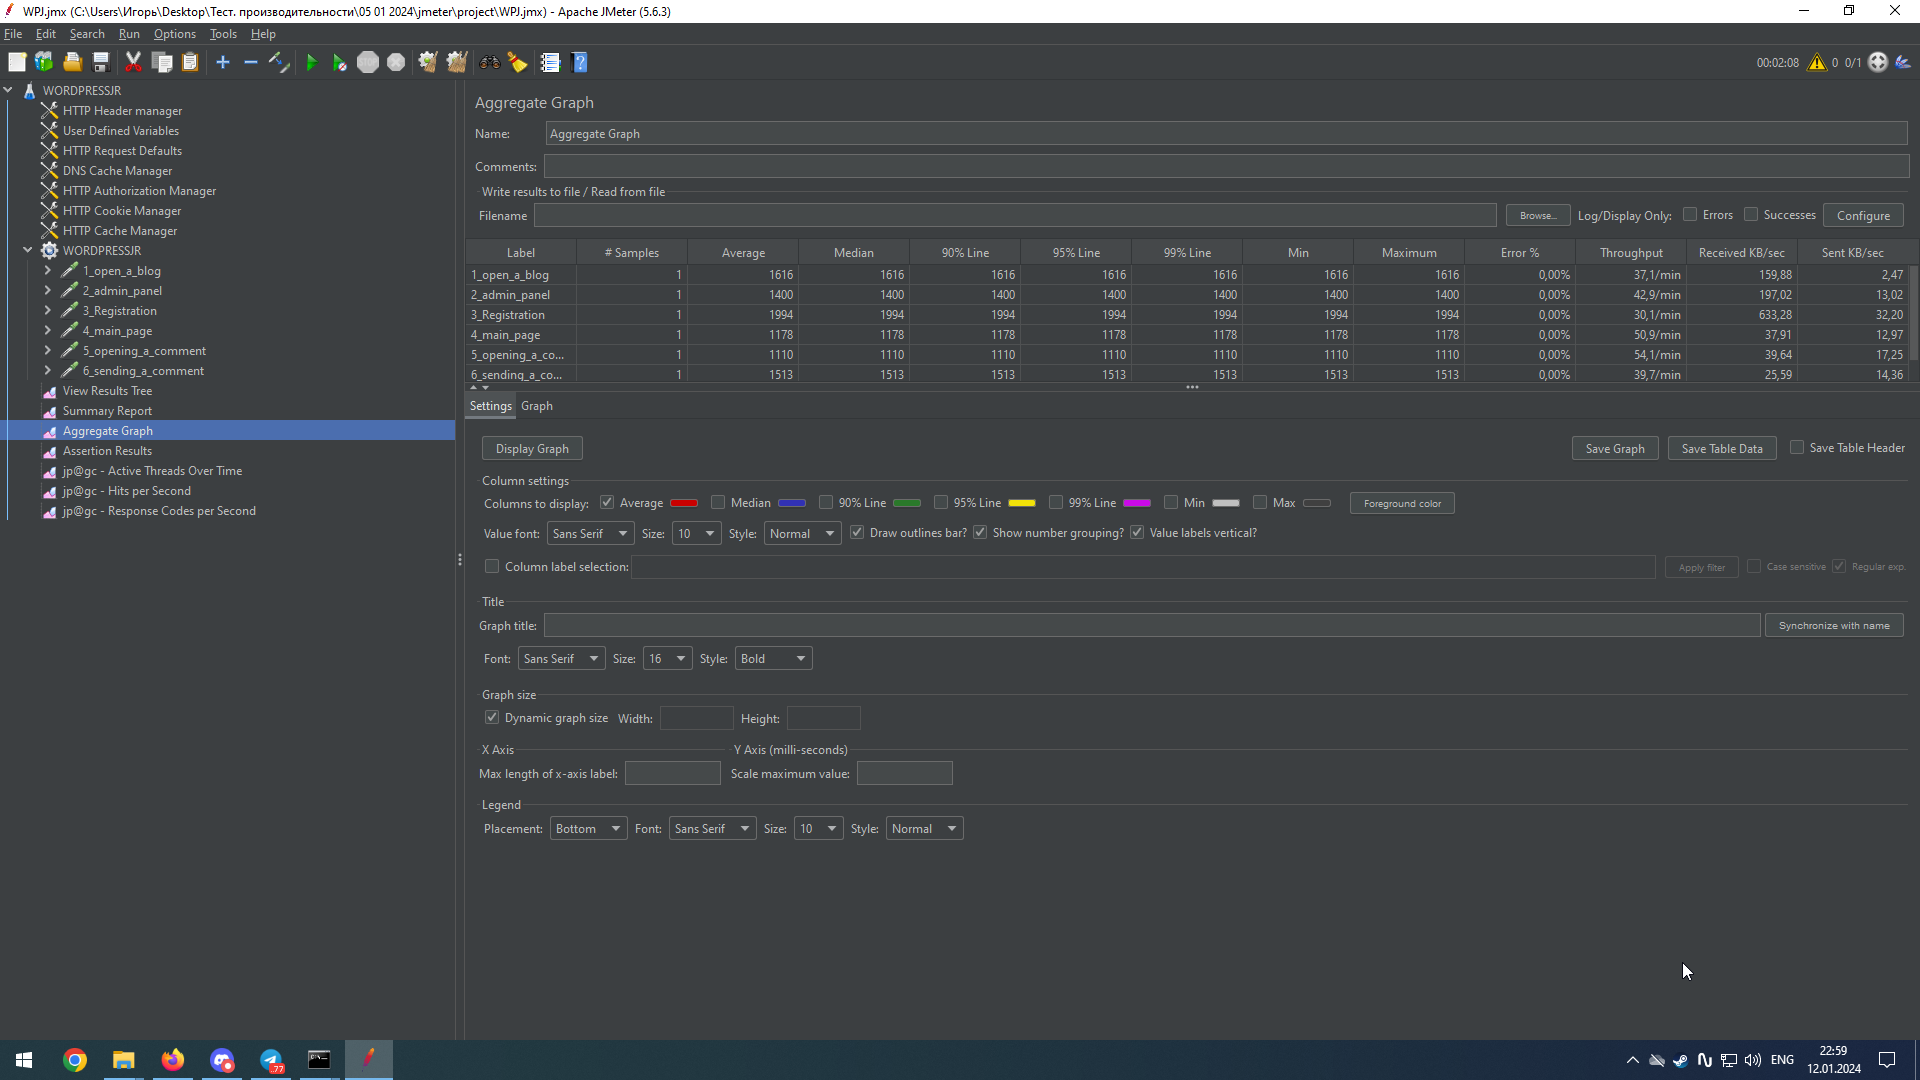 WPJ.jmx (C:\Users\Игорь\Desktop\Тест. производительности\05 01 2024\jmeter\project\WPJ.jmx) - Apache JMeter (5.6.3)
File Edit Search Run Options Tools Help
00:02:08 0 0/1
WORDPRESSJR
HTTP Header manager
User Defined Variables
HTTP Request Defaults
DNS Cache Manager
HTTP Authorization Manager
HTTP Cookie Manager
HTTP Cache Manager
WORDPRESSJR
1_open_a_blog
2_admin_panel
3_Registration
4_main_page
5_opening_a_comment
6_sending_a_comment
View Results Tree
Summary Report
Aggregate Graph
Assertion Results
jp@gc - Active Threads Over Time
jp@gc - Hits per Second
jp@gc - Response Codes per Second
Aggregate Graph
Name: Aggregate Graph
Comments:
Write results to file / Read from file
Filename Browse... Log/Display Only: Errors Successes Configure
Label # Samples Average Median 90% Line 95% Line 99% Line Min Maximum Error % Throughput Received KB/sec Sent KB/sec
1_open_a_blog 1 1616 1616 1616 1616 1616 1616 1616 0,00% 37,1/min 159,88 2,47
2_admin_panel 1 1400 1400 1400 1400 1400 1400 1400 0,00% 42,9/min 197,02 13,02
3_Registration 1 1994 1994 1994 1994 1994 1994 1994 0,00% 30,1/min 633,28 32,20
4_main_page 1 1178 1178 1178 1178 1178 1178 1178 0,00% 50,9/min 37,91 12,97
5_opening_a_co... 1 1110 1110 1110 1110 1110 1110 1110 0,00% 54,1/min 39,64 17,25
6_sending_a_co... 1 1513 1513 1513 1513 1513 1513 1513 0,00% 39,7/min 25,59 14,36
Settings Graph
Display Graph Save Graph Save Table Data Save Table Header
Column settings
Columns to display: Average Median 90% Line 95% Line 99% Line Min Max Foreground color
Value font: Sans Serif Size: 10 Style: Normal Draw outlines bar? Show number grouping? Value labels vertical?
Column label selection: Apply filter Case sensitive Regular exp.
Title
Graph title: Synchronize with name
Font: Sans Serif Size: 16 Style: Bold
Graph size
Dynamic graph size Width: Height:
X Axis Y Axis (milli-seconds)
Max length of x-axis label: Scale maximum value:
Legend
Placement: Bottom Font: Sans Serif Size: 10 Style: Normal
77
ENG
22:59
12.01.2024